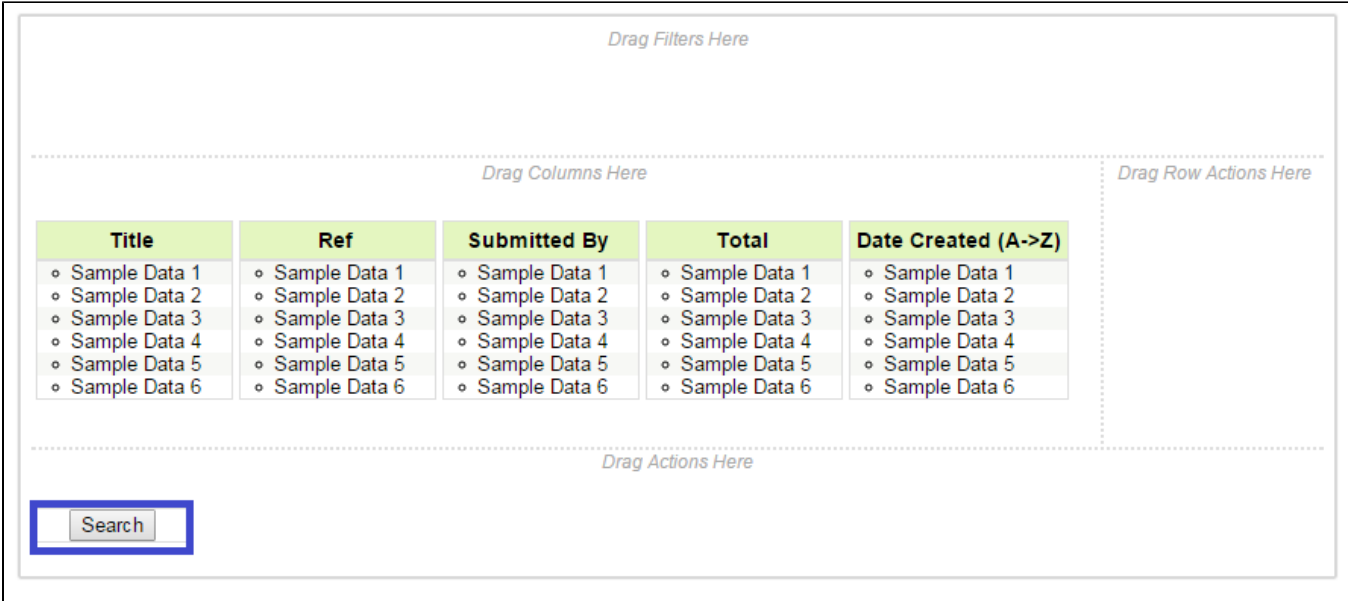 Drag Filters Here
Drag Columns Here Drag Row Actions Here
Title Ref Submitted By Total Date Created (A->Z)
Sample Data 1 Sample Data 1 Sample Data 1 Sample Data 1 Sample Data 1
Sample Data 2 Sample Data 2 Sample Data 2 Sample Data 2 Sample Data 2
Sample Data 3 Sample Data 3 Sample Data 3 Sample Data 3 Sample Data 3
Sample Data 4 Sample Data 4 Sample Data 4 Sample Data 4 Sample Data 4
Sample Data 5 Sample Data 5 Sample Data 5 Sample Data 5 Sample Data 5
Sample Data 6 Sample Data 6 Sample Data 6 Sample Data 6 Sample Data 6
Drag Actions Here
Search